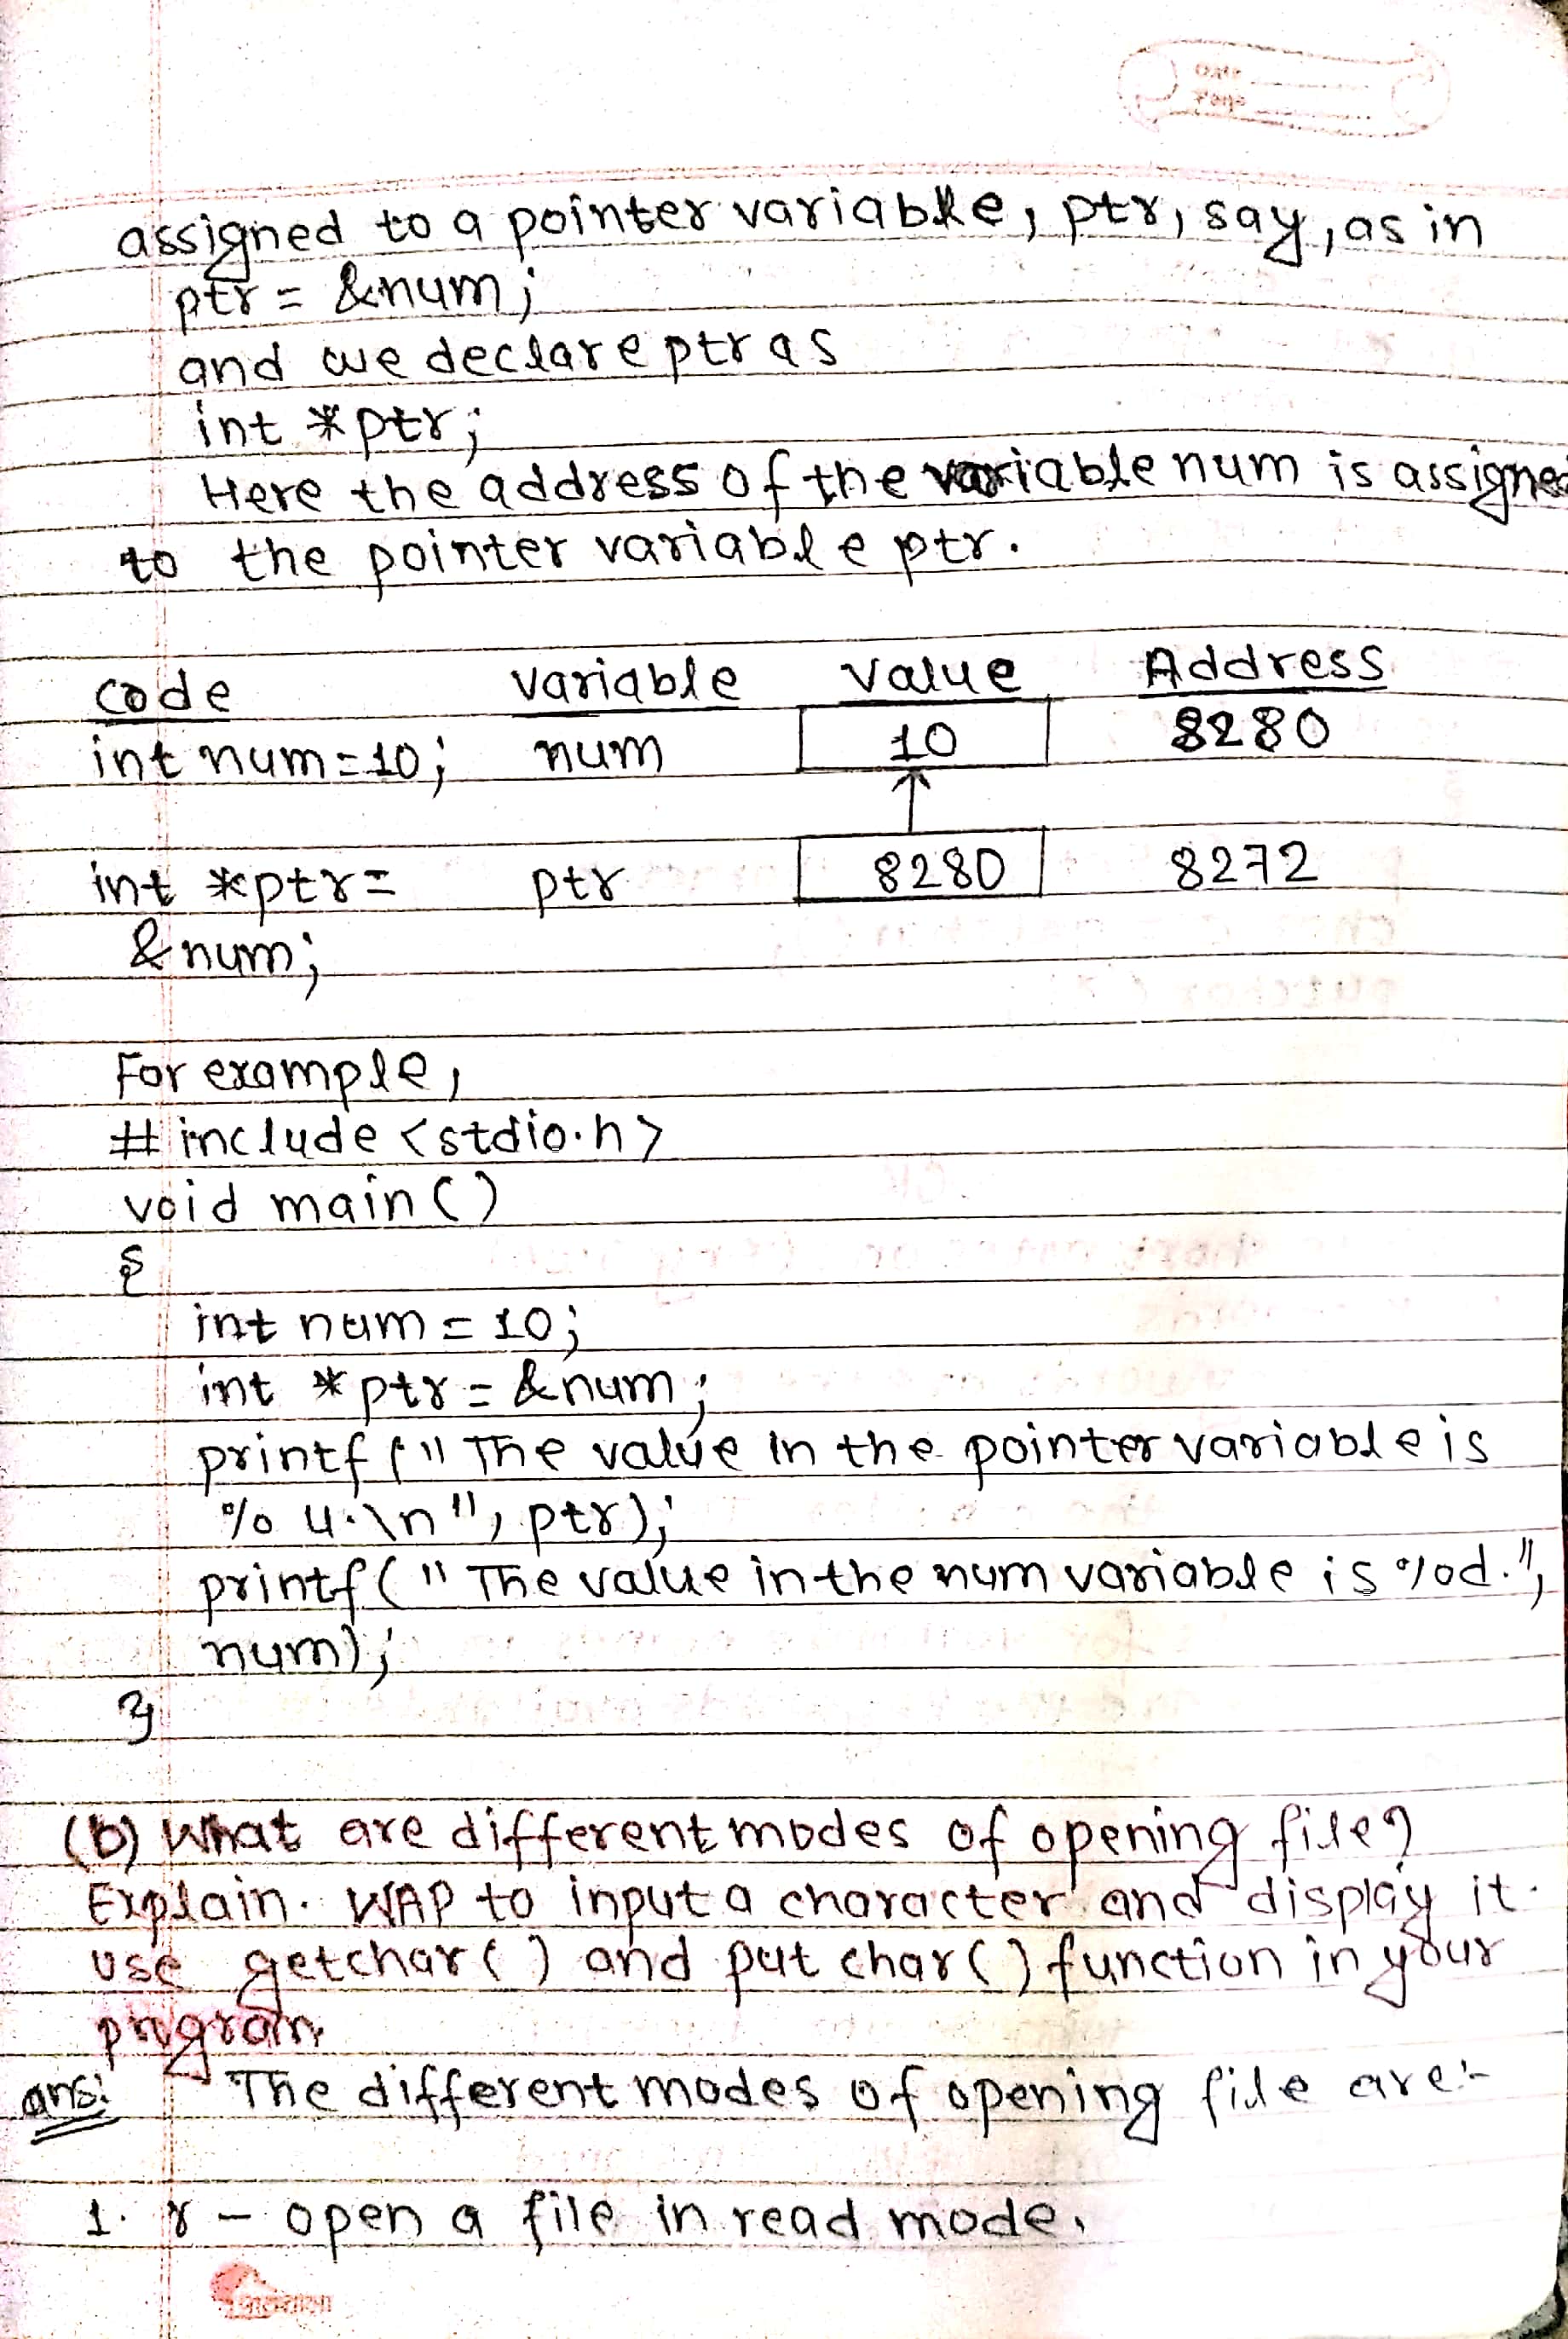 assigned to a pointer variable, ptr, say, as in
ptr = &num;
and we declare ptr as
int *ptr;
Here the address of the variable num is assigned
to the pointer variable ptr.
Code Variable Value Address
int num=10; num 10 8280
int *ptr= ptr 8280 8272
&num;
For example,
#include <stdio.h>
void main()
{
int num = 10;
int *ptr = &num;
printf("The value in the pointer variable is
%u.\n", ptr);
printf("The value in the num variable is %d.",
num);
}
(b) What are different modes of opening file?
Explain. WAP to input a character and display it.
Use getchar() and put char() function in your
program.
ans: The different modes of opening file are:-
1. r - open a file in read mode.